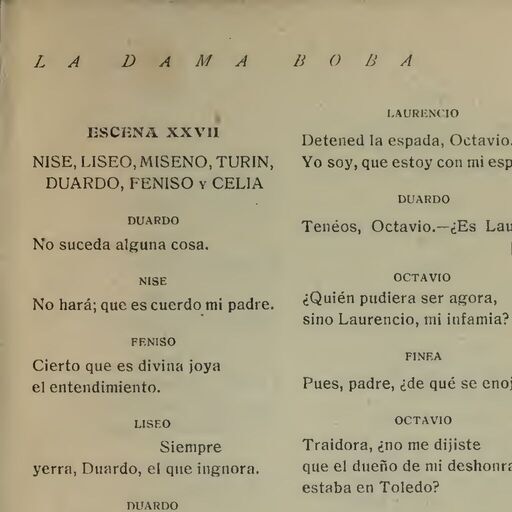 LA DAMA BOBA
ESCENA XXVII
NISE, LISEO, MISENO, TURIN,
DUARDO, FENISO Y CELIA
DUARDO
No suceda alguna cosa.
NISE
No hará; que es cuerdo mi padre.
FENISO
Cierto que es divina joya
el entendimiento.
LISEO
Siempre
yerra, Duardo, el que ingnora.
DUARDO
LAURENCIO
Detened la espada, Octavio.
Yo soy, que estoy con mi esp
DUARDO
Tenéos, Octavio.—¿Es Lau
OCTAVIO
¿Quién pudiera ser agora,
sino Laurencio, mi infamia?
FINEA
Pues, padre, ¿de qué se enoj
OCTAVIO
Traidora, ¿no me dijiste
que el dueño de mi deshonra
estaba en Toledo?